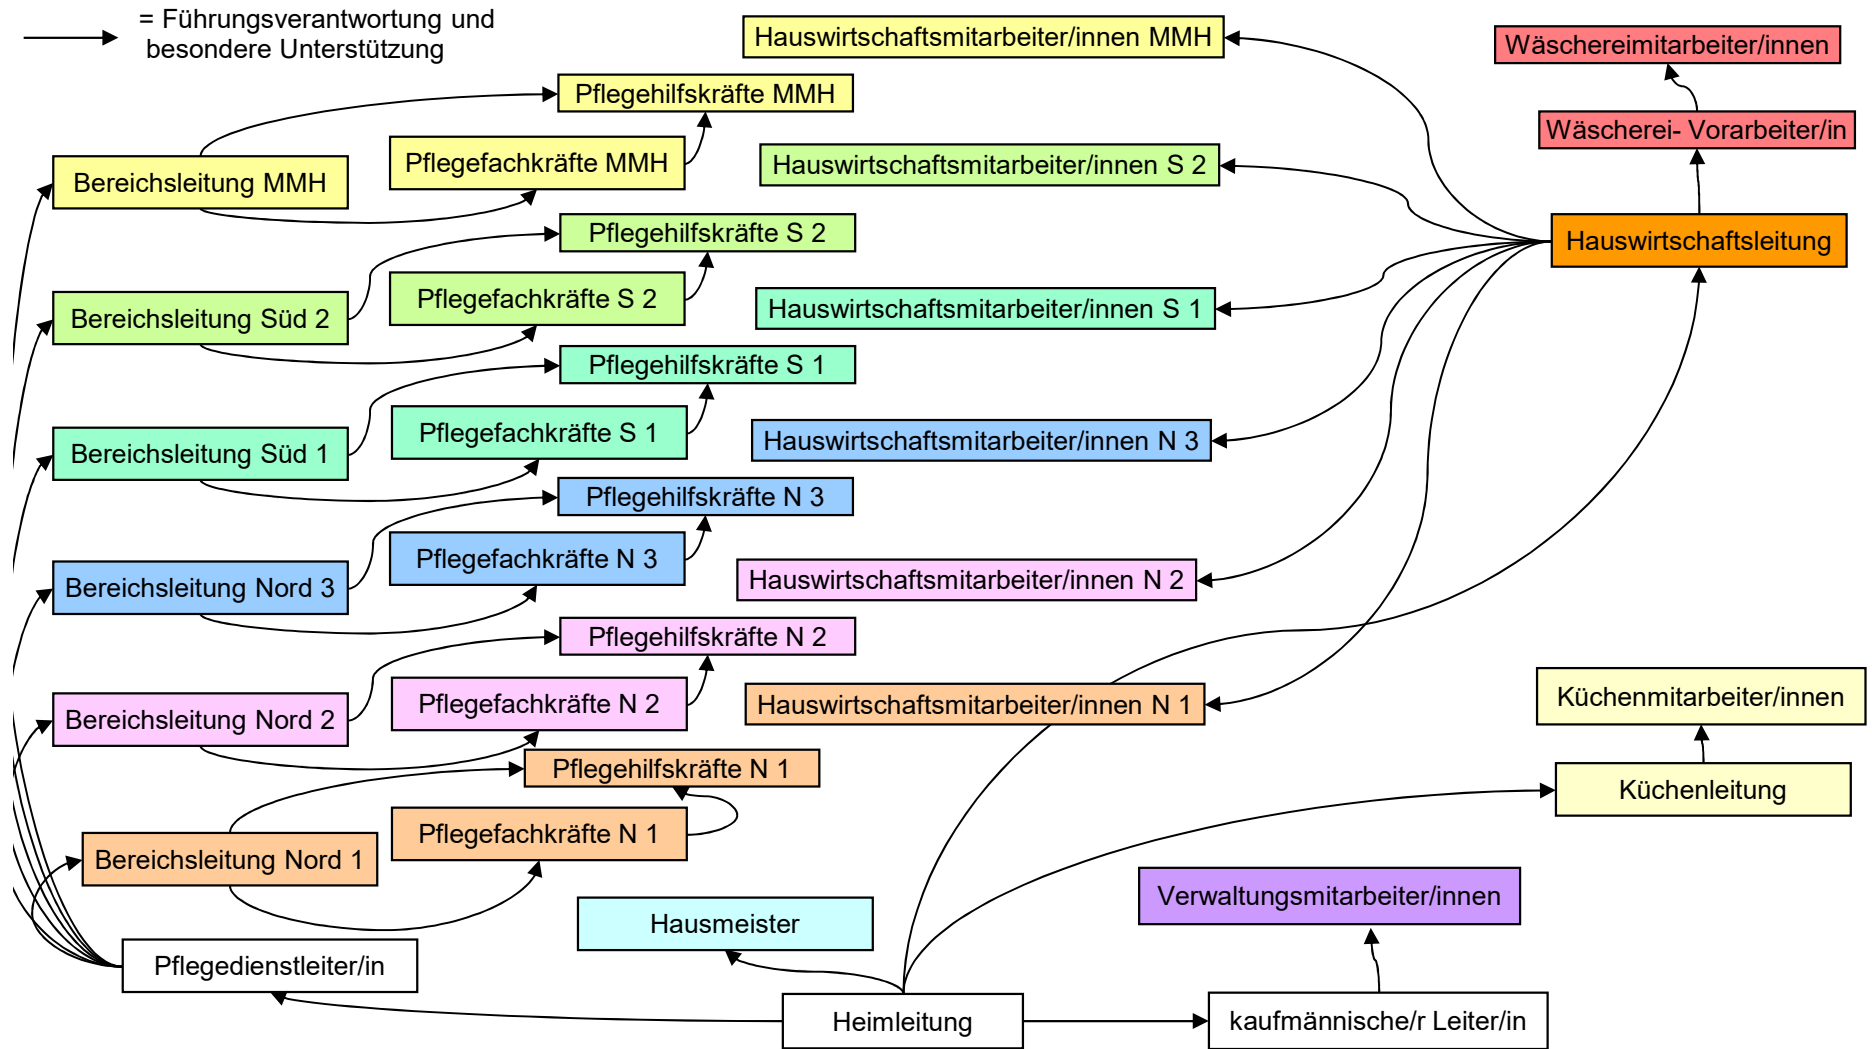 = Führungsverantwortung und
besondere Unterstützung
Hauswirtschaftsmitarbeiter/innen MMH
Wäschereimitarbeiter/innen
Pflegehilfskräfte MMH
Wäscherei- Vorarbeiter/in
Pflegefachkräfte MMH
Hauswirtschaftsmitarbeiter/innen S 2
Bereichsleitung MMH
Pflegehilfskräfte S 2
Hauswirtschaftsleitung
Pflegefachkräfte S 2
Hauswirtschaftsmitarbeiter/innen S 1
Bereichsleitung Süd 2
Pflegehilfskräfte S 1
Pflegefachkräfte S 1
Hauswirtschaftsmitarbeiter/innen N 3
Bereichsleitung Süd 1
Pflegehilfskräfte N 3
Pflegefachkräfte N 3
Hauswirtschaftsmitarbeiter/innen N 2
Bereichsleitung Nord 3
Pflegehilfskräfte N 2
Pflegefachkräfte N 2
Hauswirtschaftsmitarbeiter/innen N 1
Küchenmitarbeiter/innen
Bereichsleitung Nord 2
Pflegehilfskräfte N 1
Küchenleitung
Pflegefachkräfte N 1
Bereichsleitung Nord 1
Verwaltungsmitarbeiter/innen
Hausmeister
Pflegedienstleiter/in
Heimleitung
kaufmännische/r Leiter/in